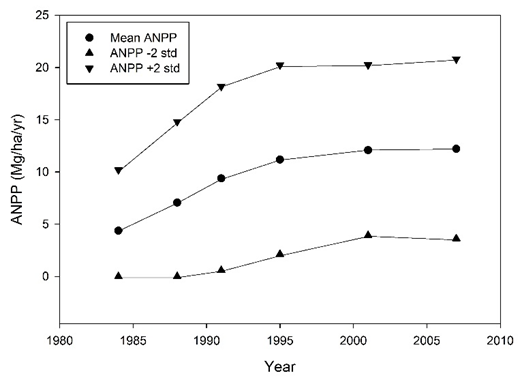 25
20
15
10
5
0
ANPP (Mg/ha/yr)
Mean ANPP
ANPP -2 std
ANPP +2 std
1980 1985 1990 1995 2000 2005 2010
Year